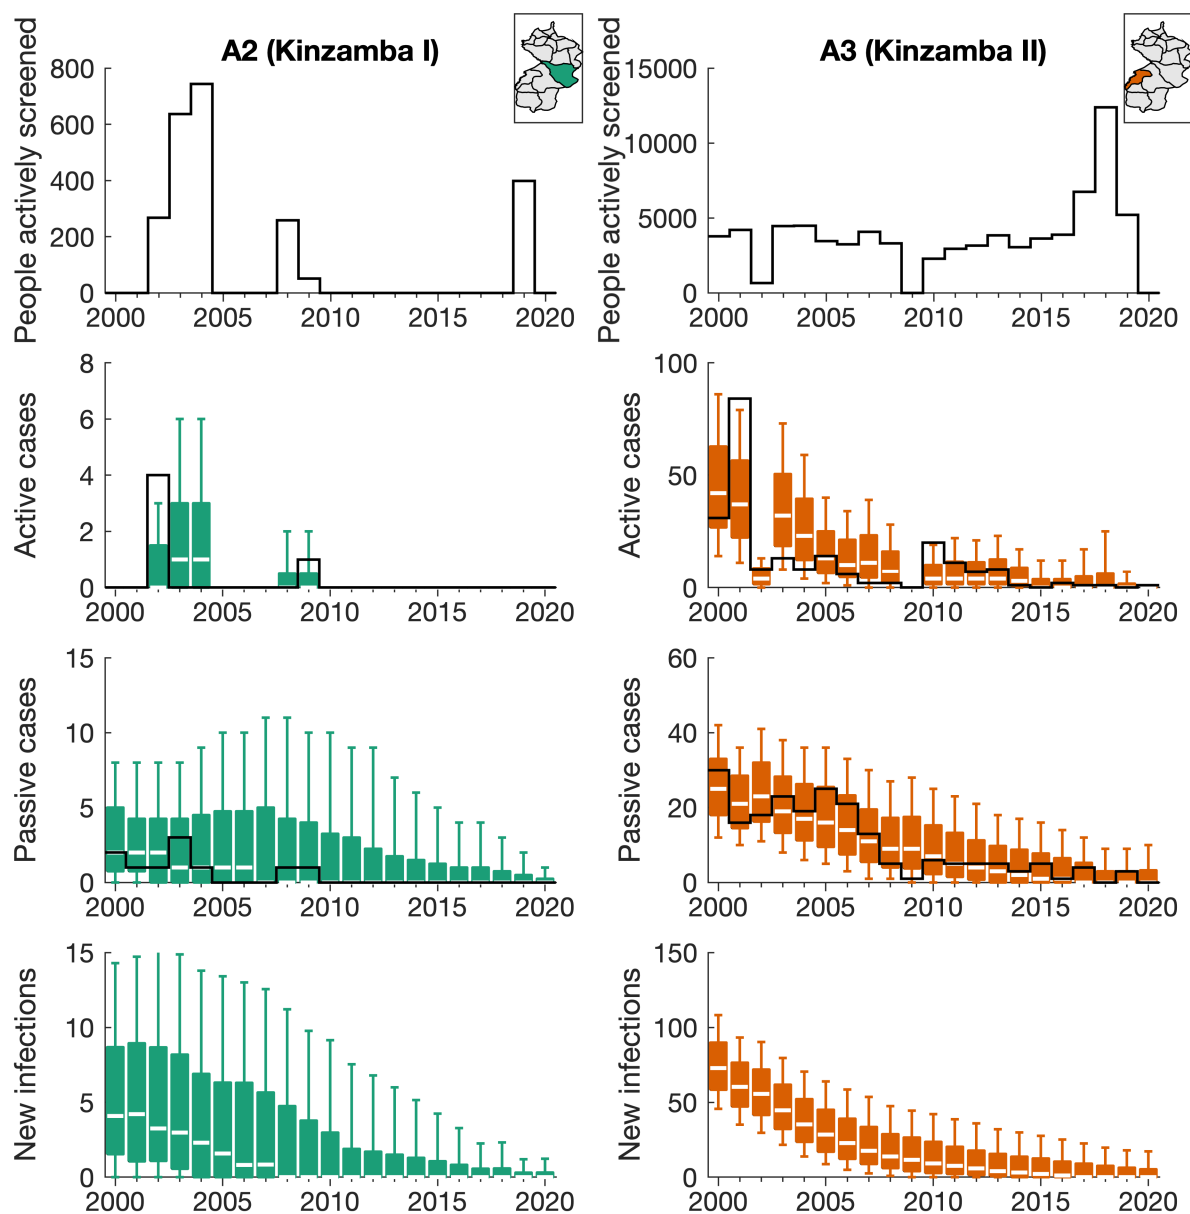 A2 (Kinzamba I)
People actively screened
800
600
400
200
0
2000 2005 2010 2015 2020
A3 (Kinzamba II)
People actively screened
15000
10000
5000
0
2000 2005 2010 2015 2020
Active cases
8
6
4
2
0
2000 2005 2010 2015 2020
Active cases
100
50
0
2000 2005 2010 2015 2020
Passive cases
15
10
5
0
2000 2005 2010 2015 2020
Passive cases
60
40
20
0
2000 2005 2010 2015 2020
New infections
15
10
5
0
2000 2005 2010 2015 2020
New infections
150
100
50
0
2000 2005 2010 2015 2020